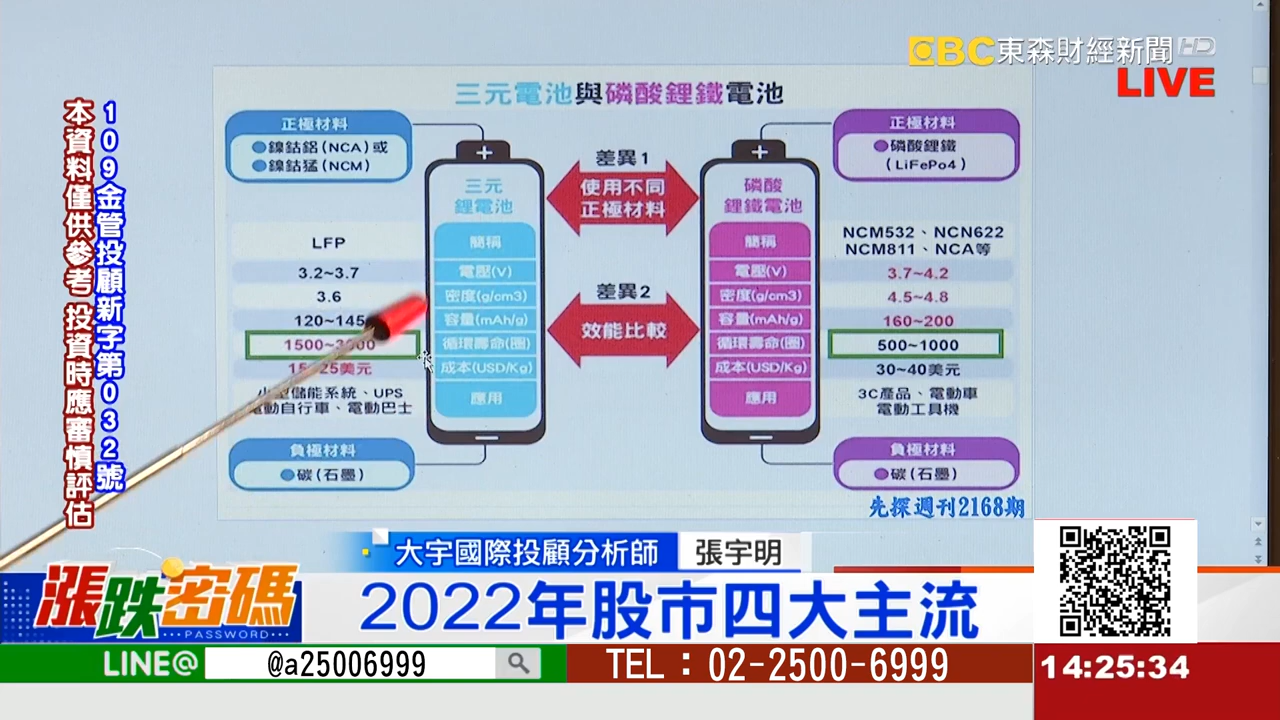 EBC 東森財經新聞 HD
LIVE
109金管投顧新字第032號
本資料僅供參考 投資時應審慎評估
三元電池與磷酸鋰鐵電池
正極材料
鎳鈷鋁(NCA)或
鎳鈷猛(NCM)
+
三元
鋰電池
差異1
使用不同
正極材料
+
磷酸
鋰鐵電池
正極材料
磷酸鋰鐵
(LiFePo4)
LFP
簡稱
簡稱
NCM532、NCN622
NCM811、NCA等
3.2~3.7
電壓(V)
電壓(V)
3.7~4.2
3.6
密度(g/cm3)
差異2
密度(g/cm3)
4.5~4.8
120~145
容量(mAh/g)
效能比較
容量(mAh/g)
160~200
循環壽命(圈)
循環壽命(圈)
500~1000
成本(USD/Kg)
成本(USD/Kg)
30~40美元
儲能系統、UPS
電動自行車、電動巴士
應用
應用
3C產品、電動車
電動工具機
負極材料
碳(石墨)
負極材料
碳(石墨)
先探週刊2168期
大宇國際投顧分析師 張宇明
漲跌密碼
PASSWORD
2022年股市四大主流
LINE@ @a25006999
TEL：02-2500-6999
14:25:34